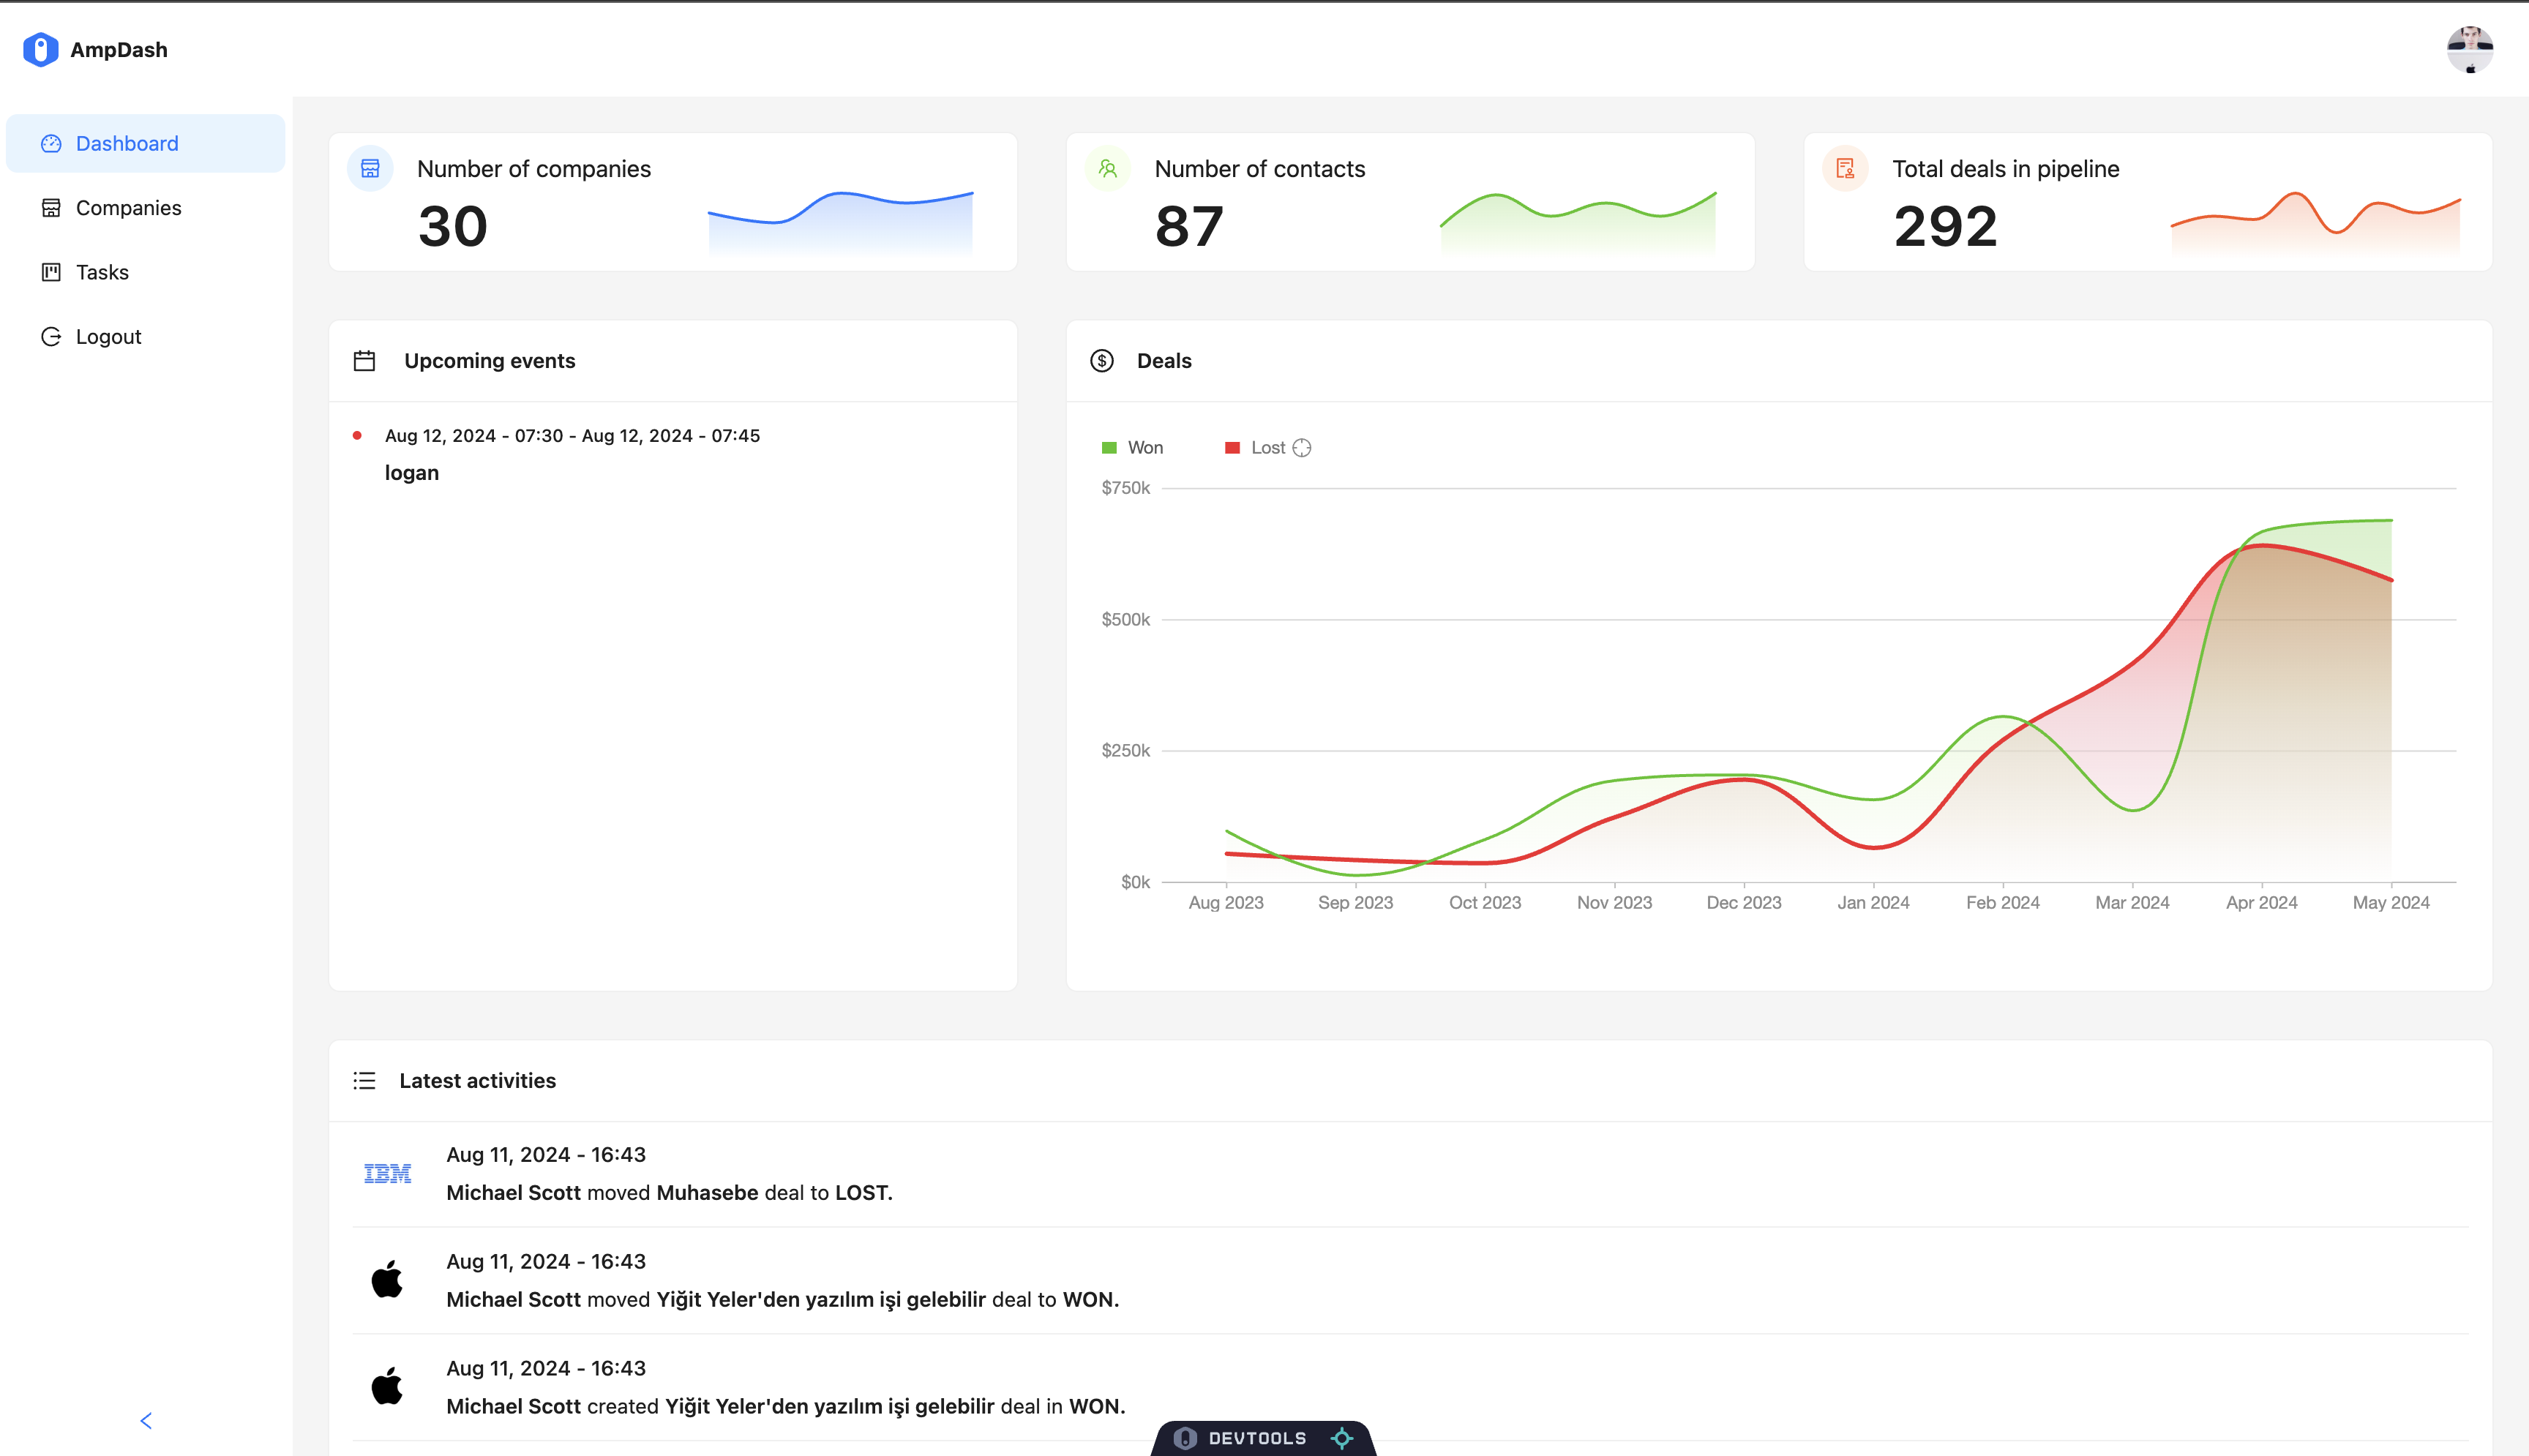 AmpDash
Dashboard
Companies
Tasks
Logout
Number of companies
30
Number of contacts
87
Total deals in pipeline
292
Upcoming events
Aug 12, 2024 - 07:30 - Aug 12, 2024 - 07:45
logan
Deals
Won Lost
$750k
$500k
$250k
$0k
Aug 2023 Sep 2023 Oct 2023 Nov 2023 Dec 2023 Jan 2024 Feb 2024 Mar 2024 Apr 2024 May 2024
Latest activities
IBM
Aug 11, 2024 - 16:43
Michael Scott moved Muhasebe deal to LOST.
Aug 11, 2024 - 16:43
Michael Scott moved Yiğit Yeler'den yazılım işi gelebilir deal to WON.
Aug 11, 2024 - 16:43
Michael Scott created Yiğit Yeler'den yazılım işi gelebilir deal in WON.
DEVTOOLS